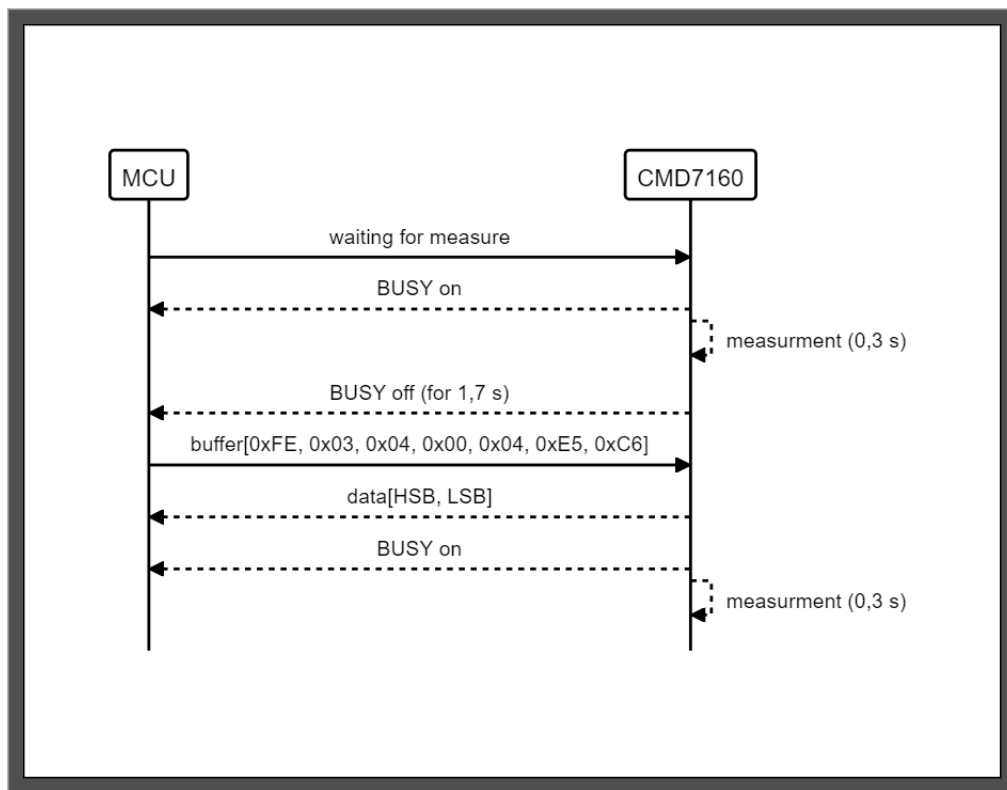 MCU
CMD7160
waiting for measure
BUSY on
measurment (0,3 s)
BUSY off (for 1,7 s)
buffer[0xFE, 0x03, 0x04, 0x00, 0x04, 0xE5, 0xC6]
data[HSB, LSB]
BUSY on
measurment (0,3 s)